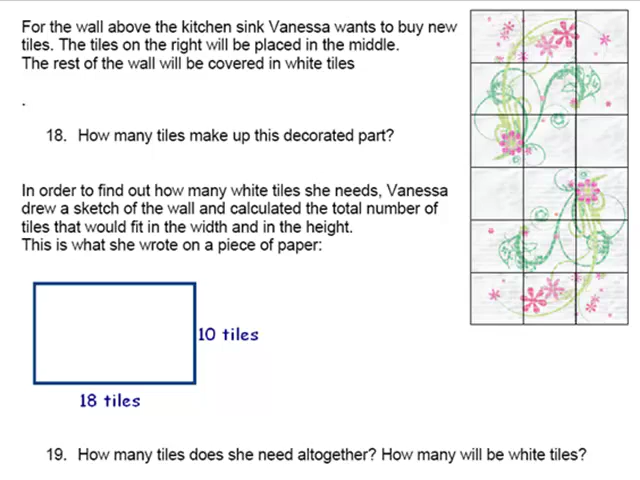 For the wall above the kitchen sink Vanessa wants to buy new
tiles. The tiles on the right will be placed in the middle.
The rest of the wall will be covered in white tiles
.
18. How many tiles make up this decorated part?
In order to find out how many white tiles she needs, Vanessa
drew a sketch of the wall and calculated the total number of
tiles that would fit in the width and in the height.
This is what she wrote on a piece of paper:
10 tiles
18 tiles
19. How many tiles does she need altogether? How many will be white tiles?